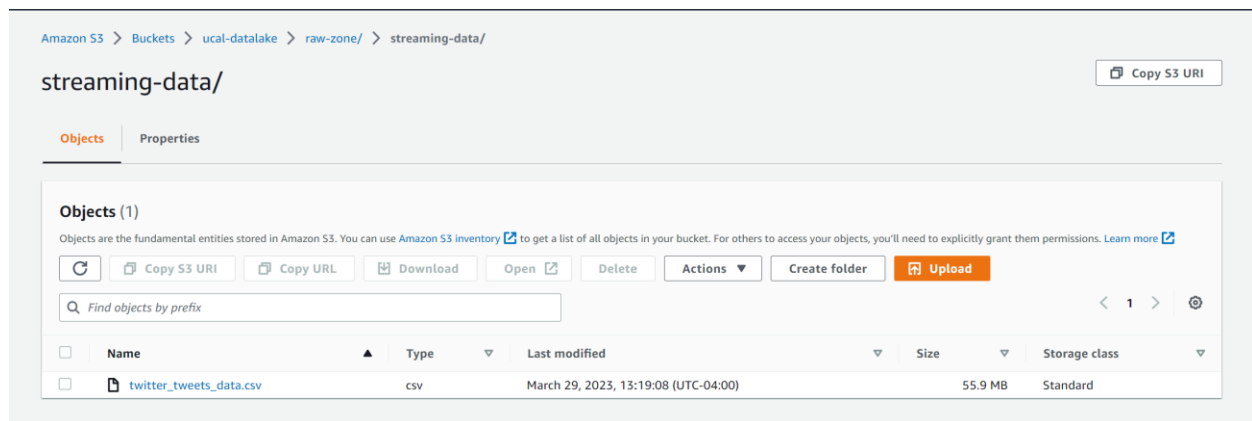 Amazon S3 > Buckets > ucal-datalake > raw-zone/ > streaming-data/
streaming-data/
Copy S3 URI
Objects Properties
Objects (1)
Objects are the fundamental entities stored in Amazon S3. You can use Amazon S3 inventory to get a list of all objects in your bucket. For others to access your objects, you'll need to explicitly grant them permissions. Learn more
Copy S3 URI Copy URL Download Open Delete Actions Create folder Upload
Find objects by prefix
< 1 >
Name Type Last modified Size Storage class
twitter_tweets_data.csv csv March 29, 2023, 13:19:08 (UTC-04:00) 55.9 MB Standard